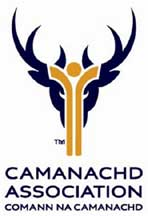 TM
CAMANACHD
ASSOCIATION
COMANN NA CAMANACHD